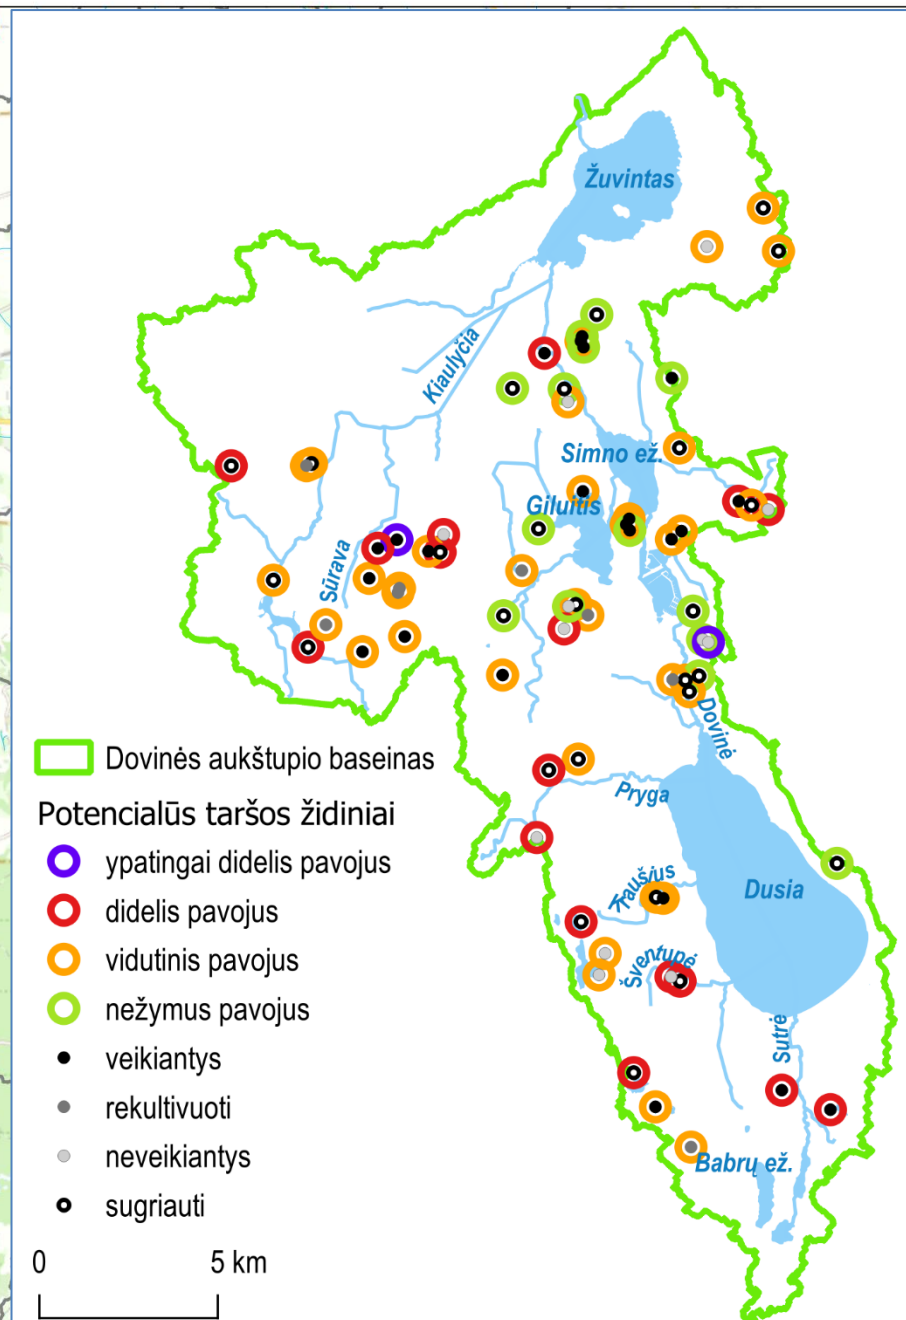 Žuvintas
Kiaulyčia
Simno ež.
Giluitis
Sūrava
Dovinė
Dovinės aukštupio baseinas
Pryga
Potencialūs taršos židiniai
ypatingai didelis pavojus
Traušius
Dusia
didelis pavojus
vidutinis pavojus
Šventupė
nežymus pavojus
Sutrė
veikiantys
rekultivuoti
neveikiantys
Babrų ež.
sugriauti
0 5 km